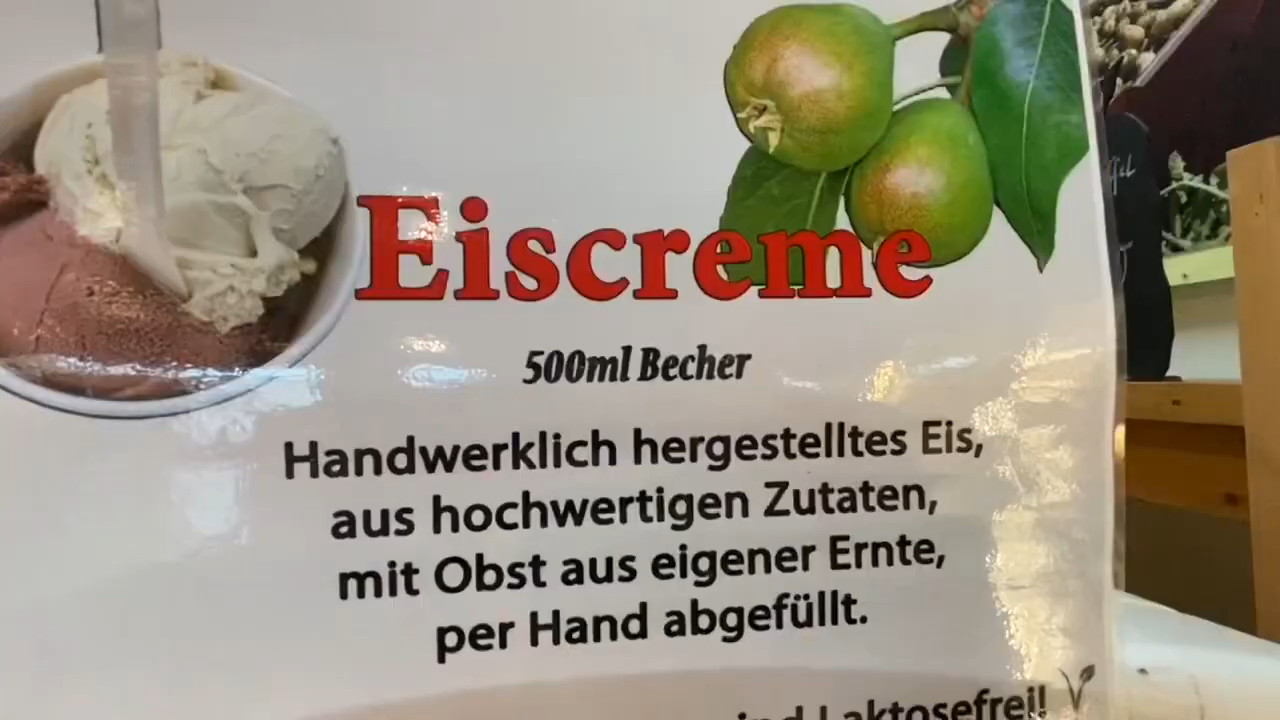 Eiscreme
500ml Becher
Handwerklich hergestelltes Eis,
aus hochwertigen Zutaten,
mit Obst aus eigener Ernte,
per Hand abgefüllt.
Laktosefrei!